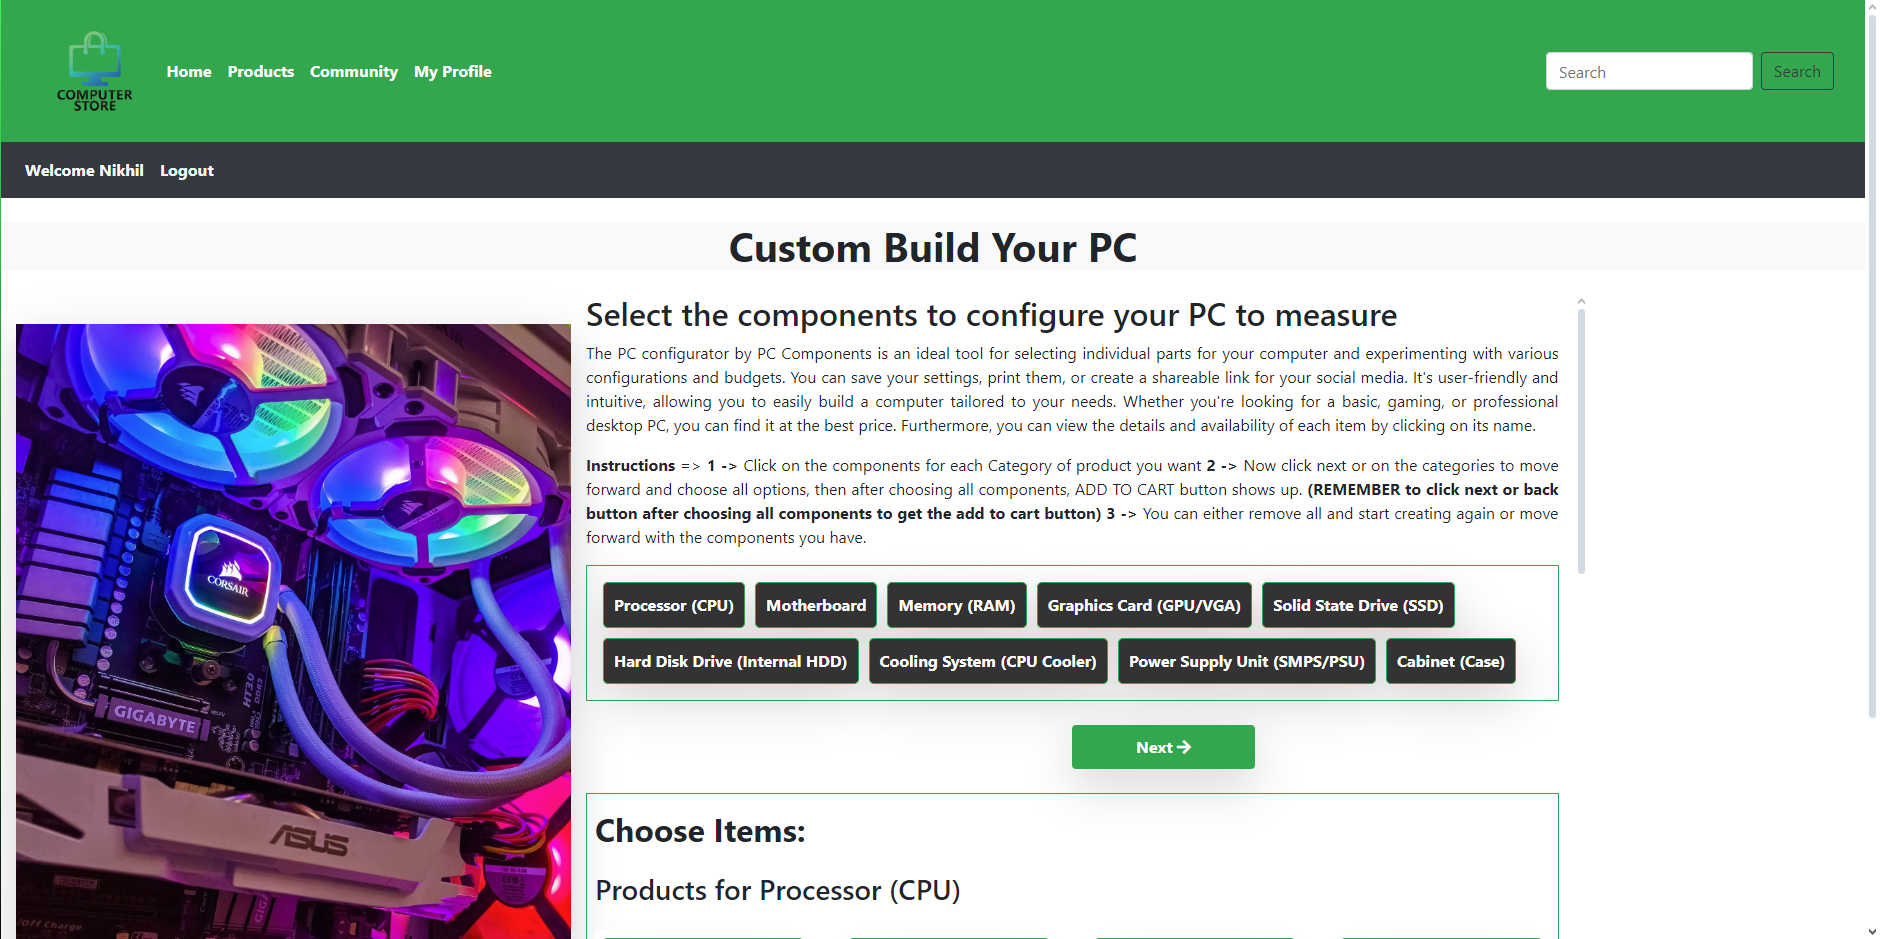 COMPUTER
STORE
Home Products Community My Profile
Search Search
Welcome Nikhil Logout
Custom Build Your PC
Select the components to configure your PC to measure
The PC configurator by PC Components is an ideal tool for selecting individual parts for your computer and experimenting with various
configurations and budgets. You can save your settings, print them, or create a shareable link for your social media. It's user-friendly and
intuitive, allowing you to easily build a computer tailored to your needs. Whether you're looking for a basic, gaming, or professional
desktop PC, you can find it at the best price. Furthermore, you can view the details and availability of each item by clicking on its name.
Instructions => 1 -> Click on the components for each Category of product you want 2 -> Now click next or on the categories to move
forward and choose all options, then after choosing all components, ADD TO CART button shows up. (REMEMBER to click next or back
button after choosing all components to get the add to cart button) 3 -> You can either remove all and start creating again or move
forward with the components you have.
Processor (CPU) Motherboard Memory (RAM) Graphics Card (GPU/VGA) Solid State Drive (SSD)
Hard Disk Drive (Internal HDD) Cooling System (CPU Cooler) Power Supply Unit (SMPS/PSU) Cabinet (Case)
Next →
Choose Items:
Products for Processor (CPU)
CORSAIR
HT3.0
DDR3
GIGABYTE
ASUS
/Off Charge